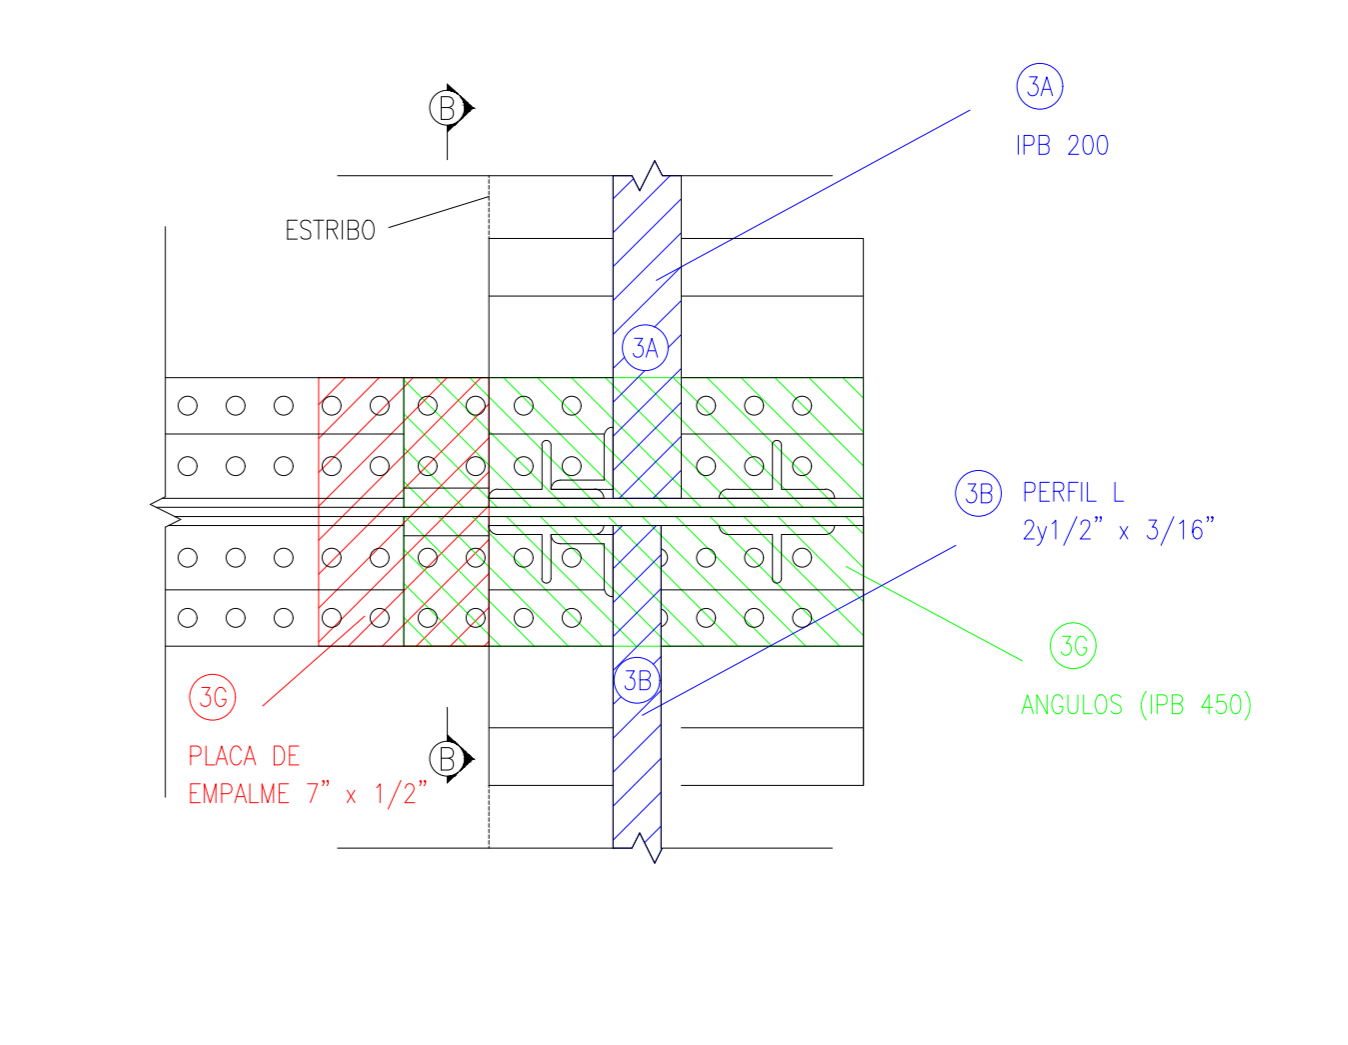 3A
B
IPB 200
ESTRIBO
3A
3B
PERFIL L
2y1/2” x 3/16”
3G
ANGULOS (IPB 450)
3B
3G
PLACA DE
EMPALME 7” x 1/2”
B